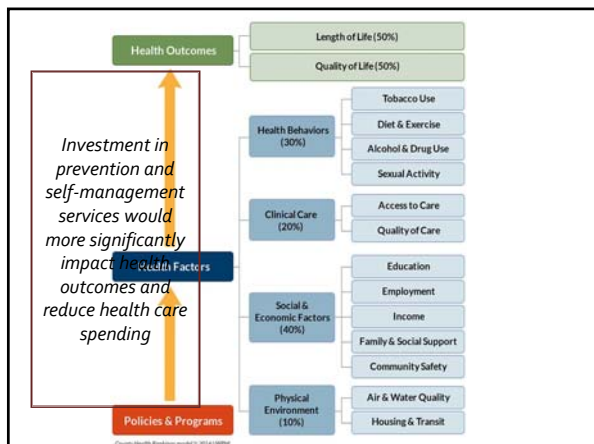 Health Outcomes
Length of Life (50%)
Quality of Life (50%)
Investment in
prevention and
self-management
services would
more significantly
impact health
outcomes and
reduce health care
spending
Health Factors
Policies & Programs
Health Behaviors
(30%)
Tobacco Use
Diet & Exercise
Alcohol & Drug Use
Sexual Activity
Clinical Care
(20%)
Access to Care
Quality of Care
Social &
Economic Factors
(40%)
Education
Employment
Income
Family & Social Support
Community Safety
Physical
Environment
(10%)
Air & Water Quality
Housing & Transit